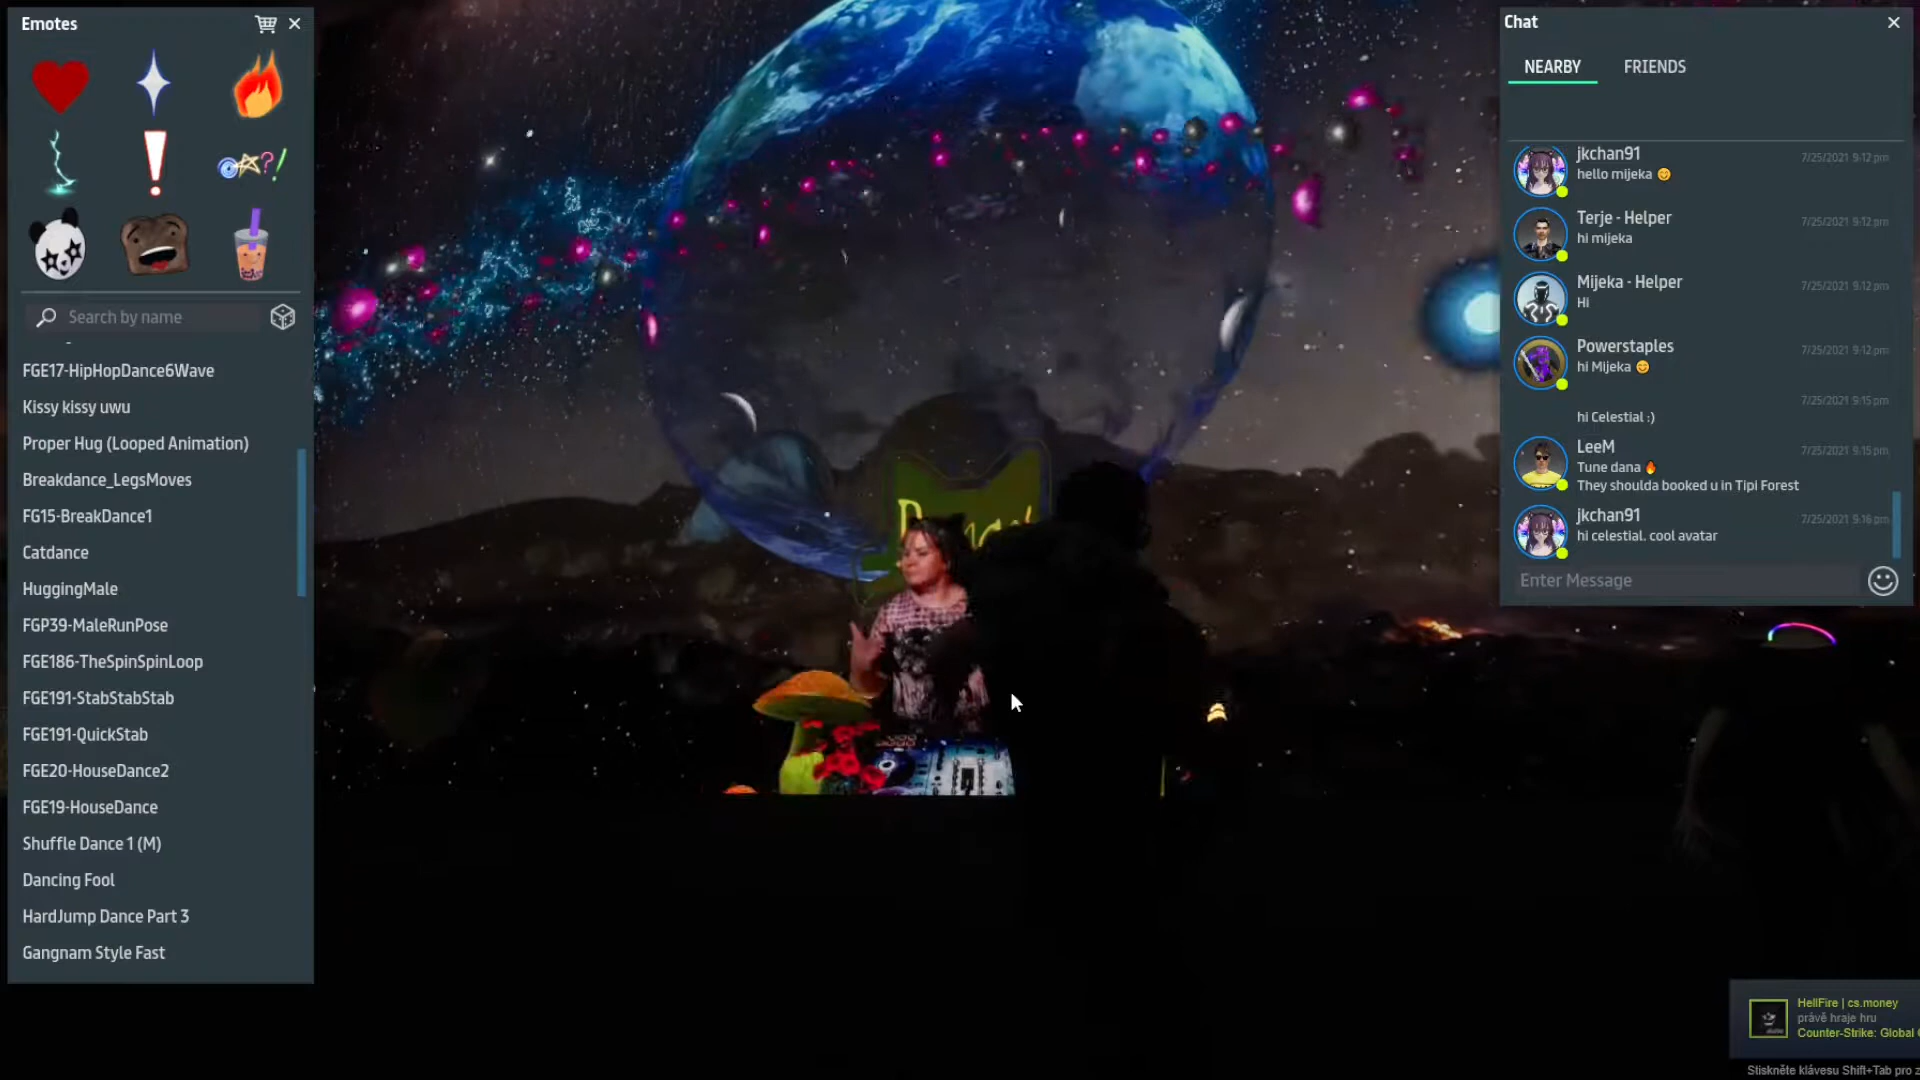 Emotes
Search by name
FGE17-HipHopDance6Wave
Kissy kissy uwu
Proper Hug (Looped Animation)
Breakdance_LegsMoves
FG15-BreakDance1
Catdance
HuggingMale
FGP39-MaleRunPose
FGE186-TheSpinSpinLoop
FGE191-StabStabStab
FGE191-QuickStab
FGE20-HouseDance2
FGE19-HouseDance
Shuffle Dance 1 (M)
Dancing Fool
HardJump Dance Part 3
Gangnam Style Fast
Chat
NEARBY FRIENDS
jkchan91 7/25/2021 9:12 pm
hello mijeka 😊
Terje - Helper 7/25/2021 9:12 pm
hi mijeka
Mijeka - Helper 7/25/2021 9:12 pm
Hi
Powerstaples 7/25/2021 9:12 pm
hi Mijeka 😊
7/25/2021 9:15 pm
hi Celestial :)
LeeM 7/25/2021 9:15 pm
Tune dana 🔥
They shoulda booked u in Tipi Forest
jkchan91 7/25/2021 9:16 pm
hi celestial. cool avatar
Enter Message
HellFire | cs.money
právě hraje hru
Counter-Strike: Global
Stiskněte klávesu Shift+Tab pro